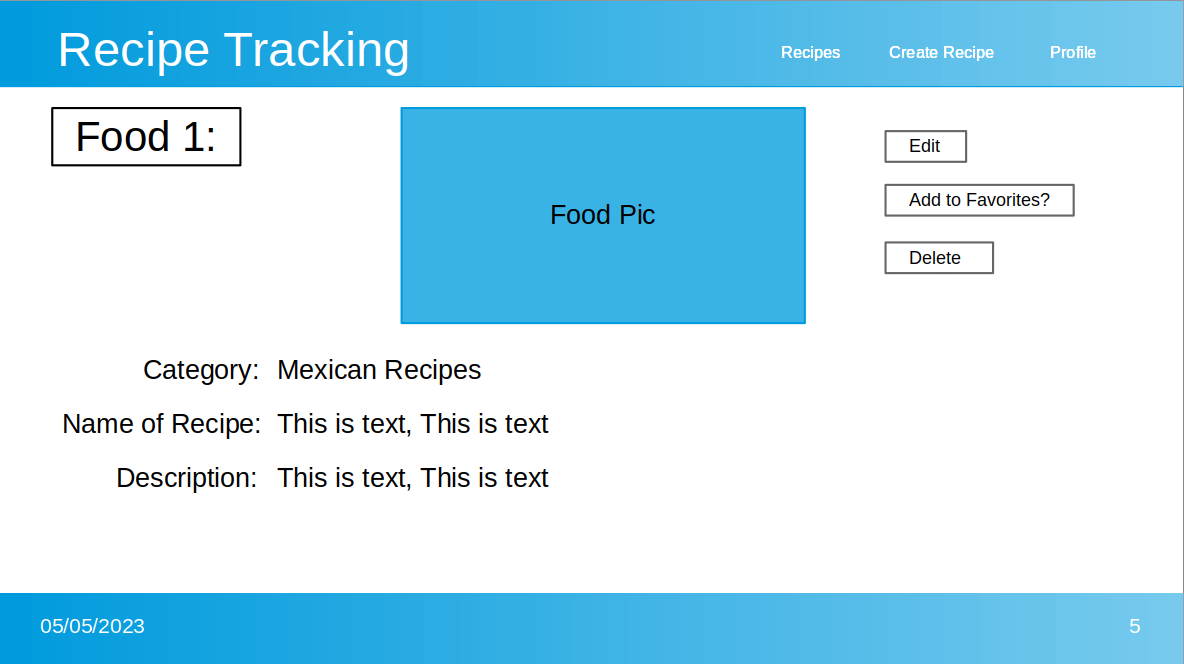 Recipe Tracking
Recipes Create Recipe Profile
Food 1:
Food Pic
Edit
Add to Favorites?
Delete
Category: Mexican Recipes
Name of Recipe: This is text, This is text
Description: This is text, This is text
05/05/2023
5